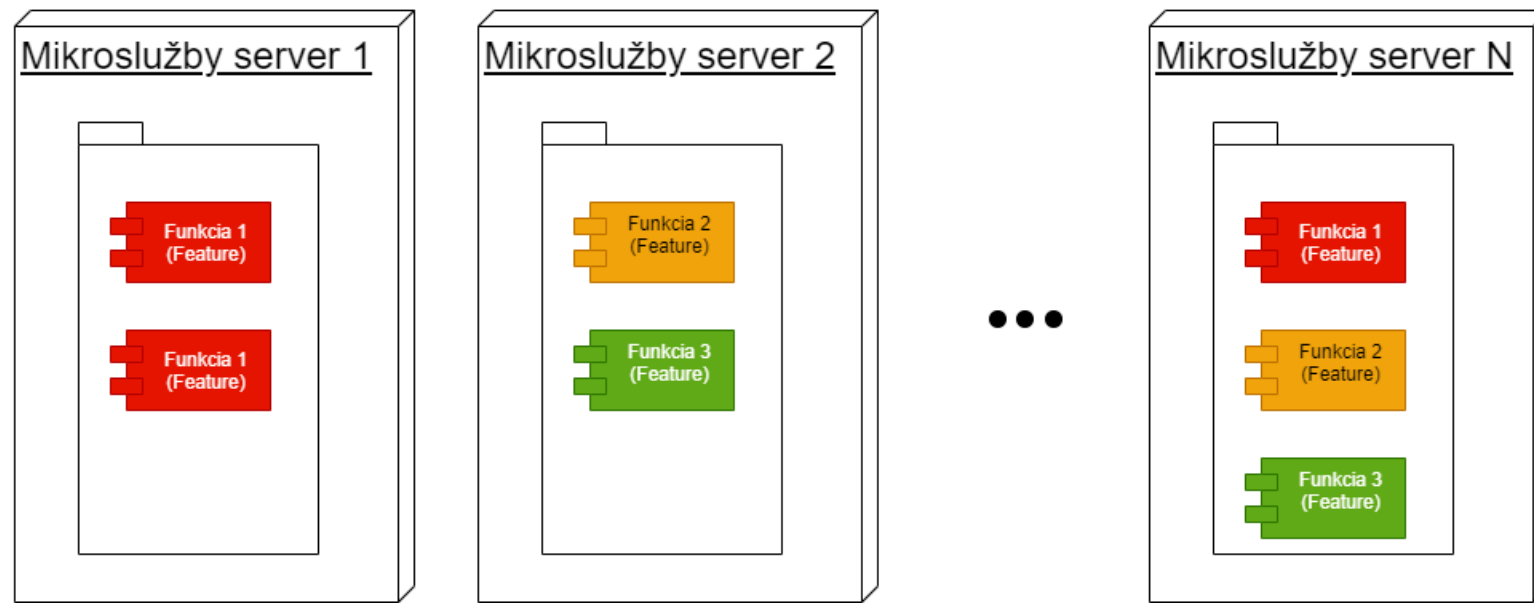 Mikroslužby server 1
Funkcia 1
(Feature)
Funkcia 1
(Feature)
Mikroslužby server 2
Funkcia 2
(Feature)
Funkcia 3
(Feature)
Mikroslužby server N
Funkcia 1
(Feature)
Funkcia 2
(Feature)
Funkcia 3
(Feature)